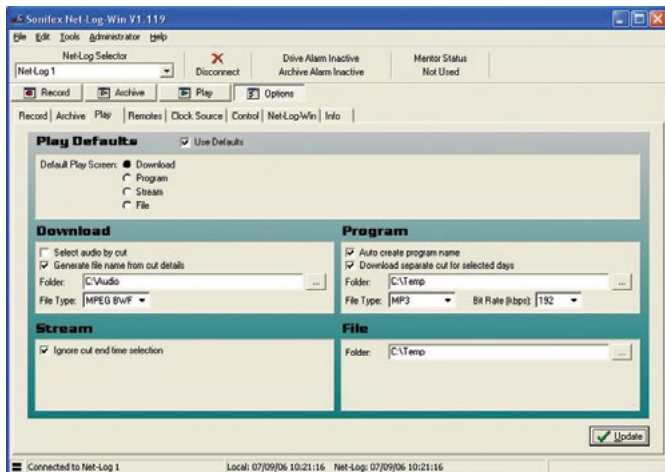 Sonifex Net-Log-Win V1.119
File Edit Tools Administrator Help
Net-Log Selector
Net-Log 1
Disconnect
Drive Alarm Inactive
Archive Alarm Inactive
Mentor Status
Not Used
Record Archive Play Options
Record Archive Play Remotes Clock Source Control Net-Log-Win Info
Play Defaults Use Defaults
Default Play Screen: Download
Program
Stream
File
Download
Select audio by cut
Generate file name from cut details
Folder: C:\Audio ...
File Type: MPEG BWF
Program
Auto create program name
Download separate cut for selected days
Folder: C:\Temp ...
File Type: MP3 Bit Rate (kbps): 192
Stream
Ignore cut end time selection
File
Folder: C:\Temp ...
Update
Connected to Net-Log 1 Local: 07/09/06 10:21:16 Net-Log: 07/09/06 10:21:16